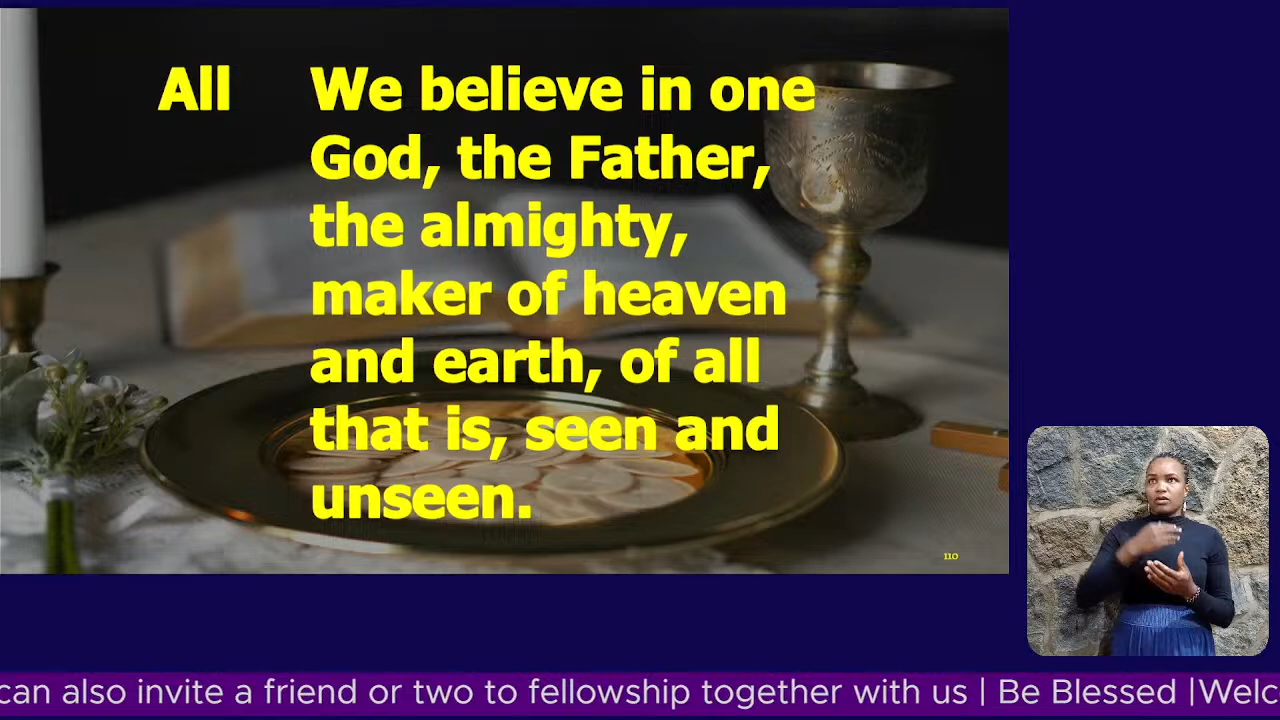 All We believe in one
God, the Father,
the almighty,
maker of heaven
and earth, of all
that is, seen and
unseen.
110
can also invite a friend or two to fellowship together with us | Be Blessed |Welc